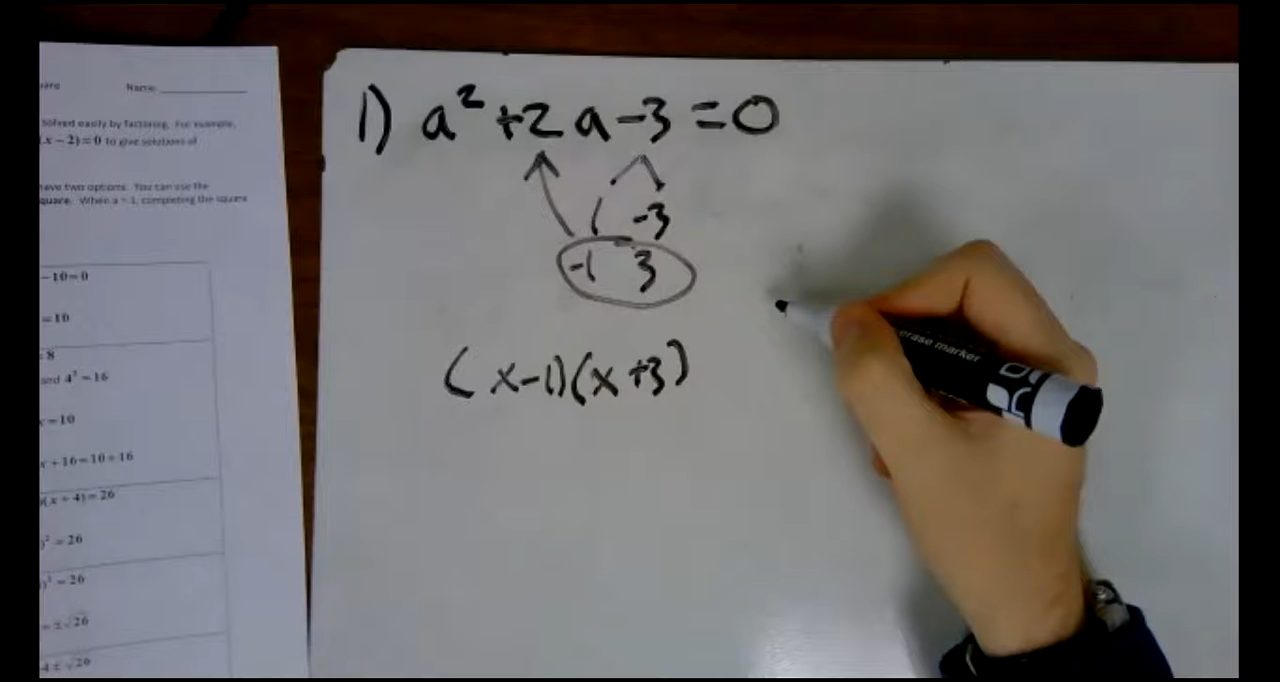 Name:
solved easily by factoring. For example,
(x − 2) = 0 to give solutions of
have two options. You can use the
square. When a = 1, completing the square
− 10 = 0
= 10
= 8
and 4² = 16
= 10
+ 16 = 10 + 16
(x + 4) = 26
² = 26
² = 26
= ±√26
4 ± √26
1) a² +2a −3 = 0
1 -3
-1 3
(x−1)(x+3)
erase marker